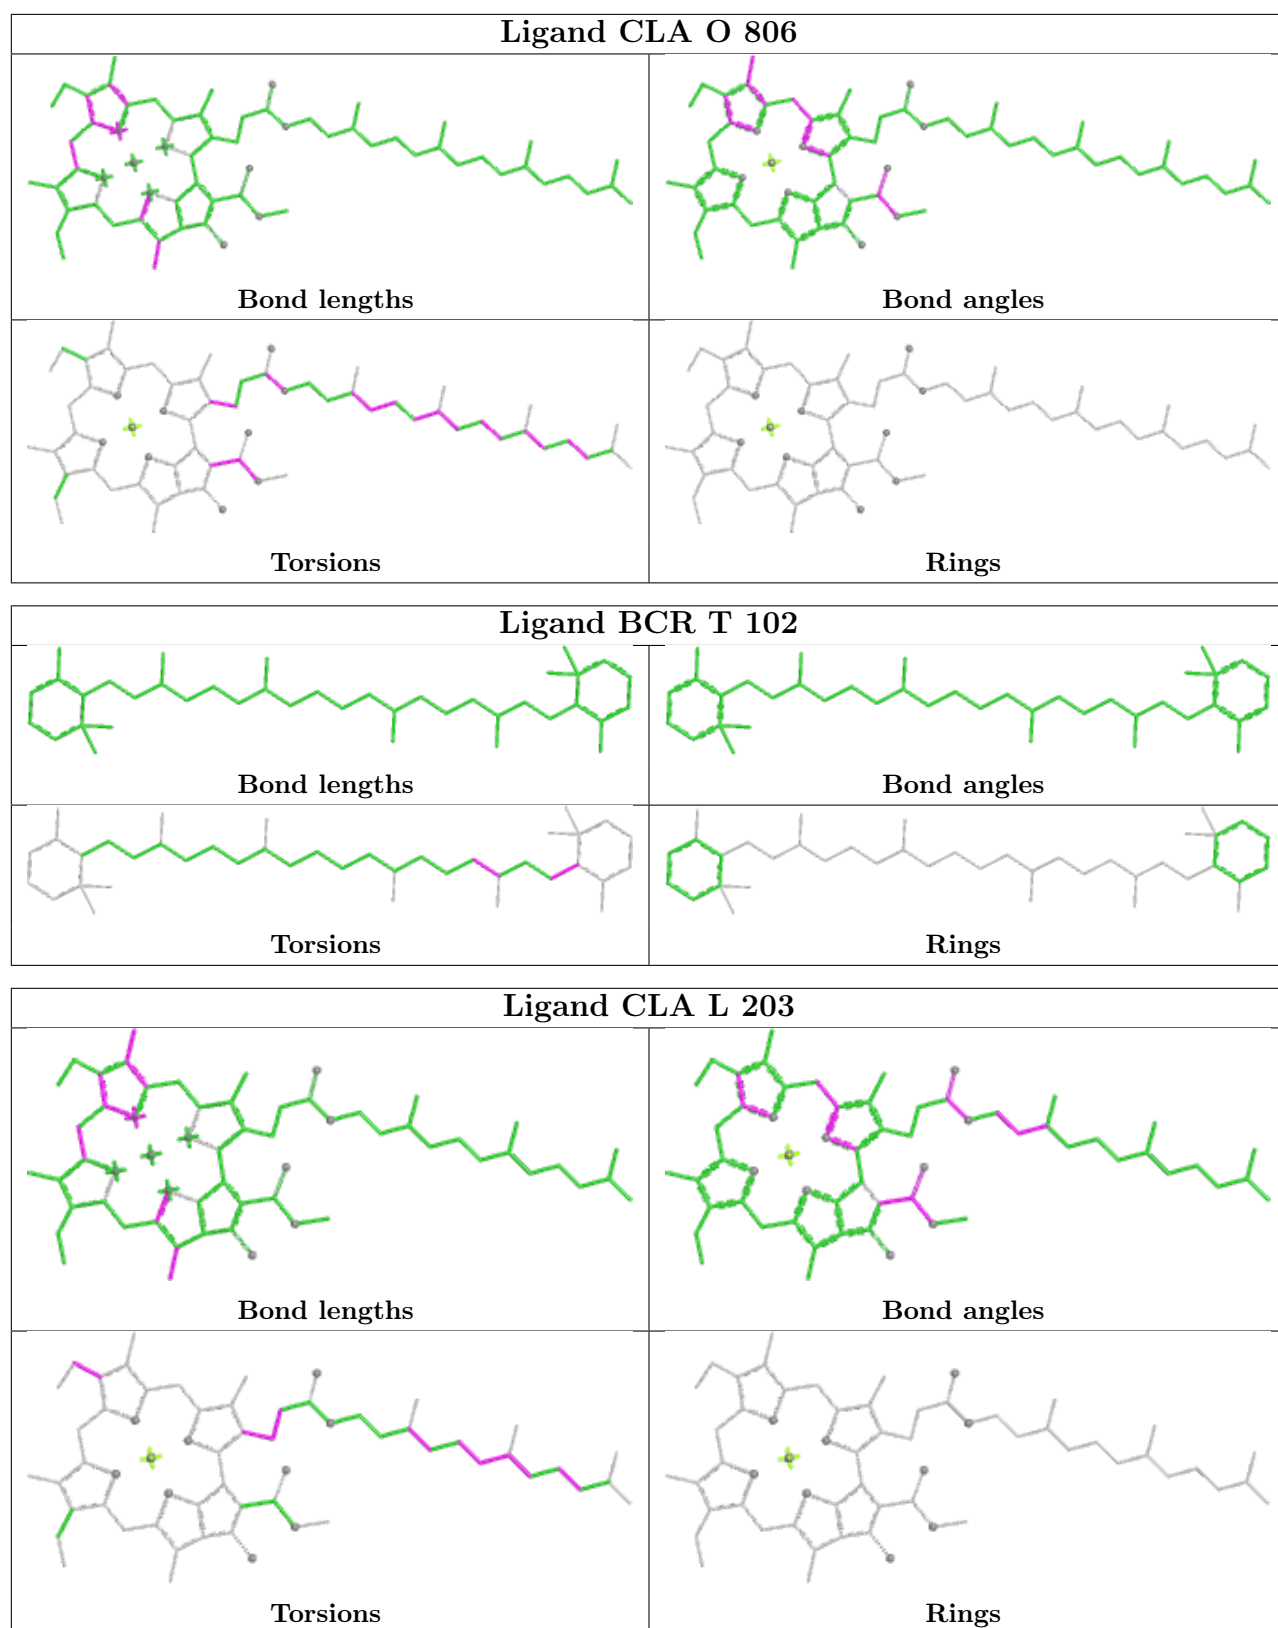 Ligand CLA O 806
Bond lengths
Bond angles
Torsions
Rings
Ligand BCR T 102
Bond lengths
Bond angles
Torsions
Rings
Ligand CLA L 203
Bond lengths
Bond angles
Torsions
Rings